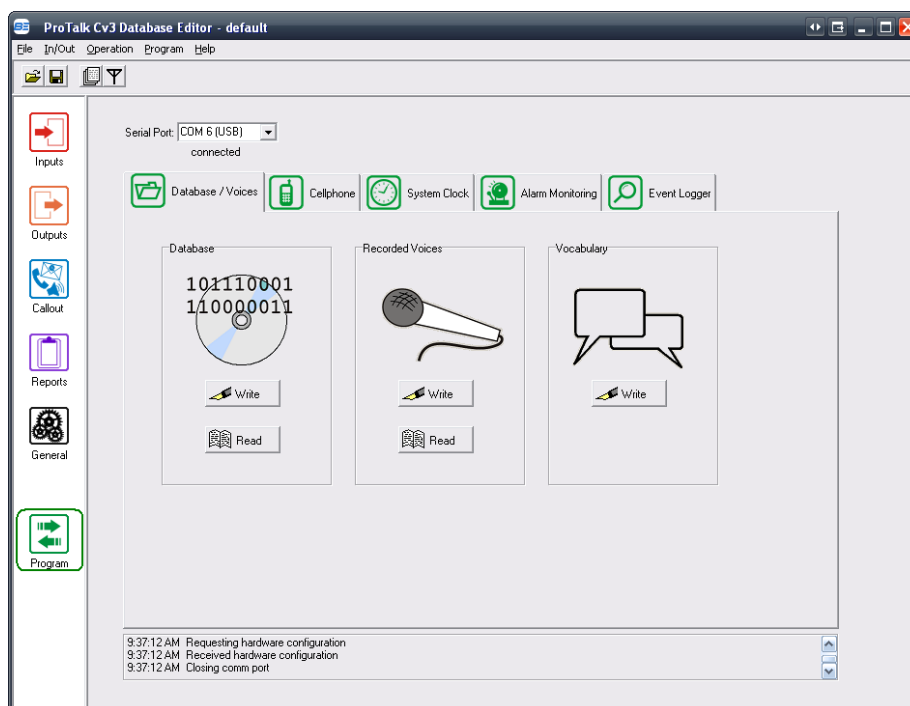 ProTalk Cv3 Database Editor - default
File In/Out Operation Program Help
Serial Port: COM 6 (USB)
connected
Inputs
Outputs
Callout
Reports
General
Program
Database / Voices Cellphone System Clock Alarm Monitoring Event Logger
Database Recorded Voices Vocabulary
101110001
110000011
Write Write Write
Read Read
9:37:12 AM Requesting hardware configuration
9:37:12 AM Received hardware configuration
9:37:12 AM Closing comm port